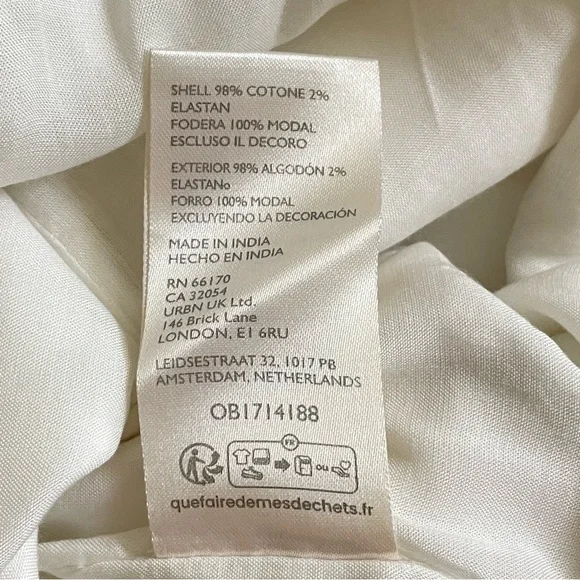 SHELL 98% COTONE 2%
ELASTAN
FODERA 100% MODAL
ESCLUSO IL DECORO
EXTERIOR 98% ALGODÓN 2%
ELASTANo
FORRO 100% MODAL
EXCLUYENDO LA DECORACIÓN
MADE IN INDIA
HECHO EN INDIA
RN 66170
CA 32054
URBN UK Ltd.
146 Brick Lane
LONDON, E1 6RU
LEIDSESTRAAT 32, 1017 PB
AMSTERDAM, NETHERLANDS
OB1714188
FR
ou
quefairedemesdechets.fr